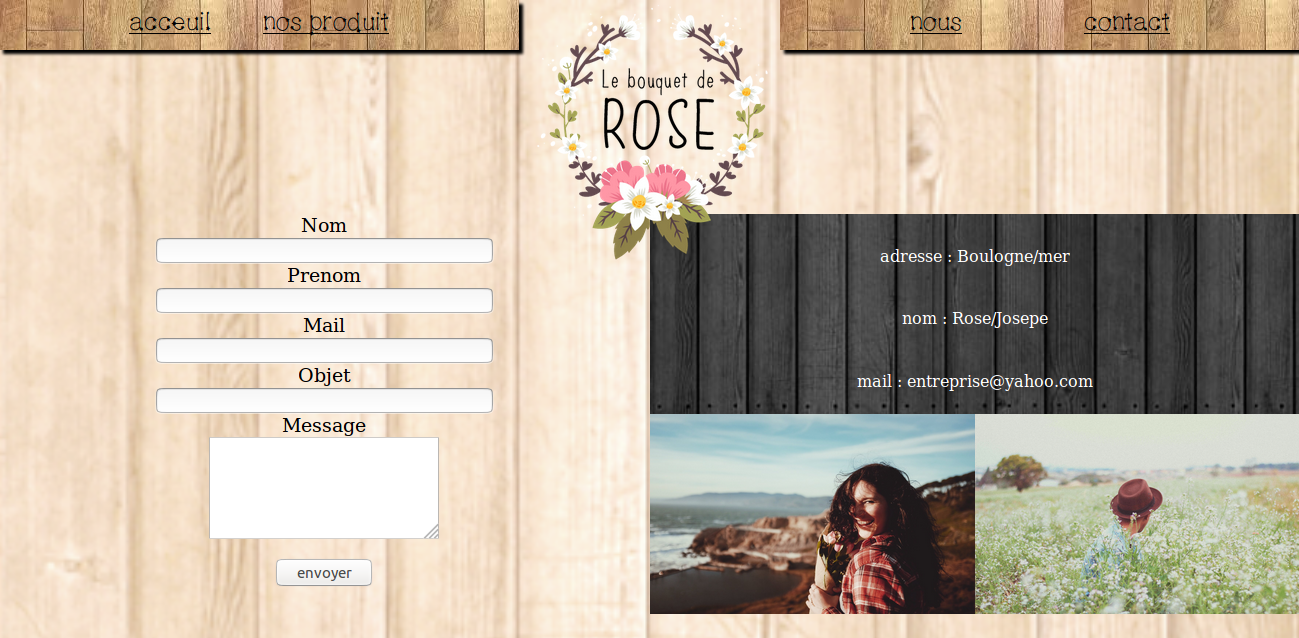 acceuil
nos produit
nous
contact
Le bouquet de
ROSE
Nom
Prenom
Mail
Objet
Message
envoyer
adresse : Boulogne/mer
nom : Rose/Josepe
mail : entreprise@yahoo.com